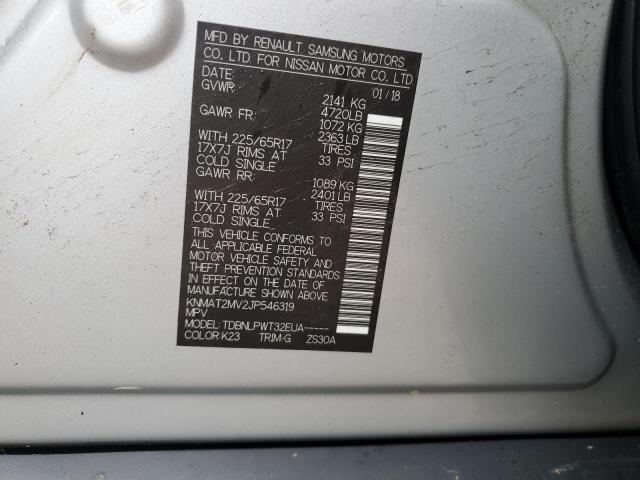 MFD BY RENAULT SAMSUNG MOTORS
CO. LTD FOR NISSAN MOTOR CO. LTD
DATE: 01 / 18
GVWR: 2141 KG
4720LB
GAWR FR: 1072 KG
2363 LB
WITH 225/65R17 TIRES
17X7J RIMS AT 33 PSI
COLD SINGLE
GAWR RR: 1089 KG
2401 LB
WITH 225/65R17 TIRES
17X7J RIMS AT 33 PSI
COLD SINGLE
THIS VEHICLE CONFORMS TO
ALL APPLICABLE FEDERAL
MOTOR VEHICLE SAFETY AND
THEFT PREVENTION STANDARDS
IN EFFECT ON THE DATE OF
MANUFACTURE SHOWN ABOVE
KNMAT2MV2JP546319
MPV
MODEL: TDBNLPWT32EUA------
COLOR: K23 TRIM-G ZS30A